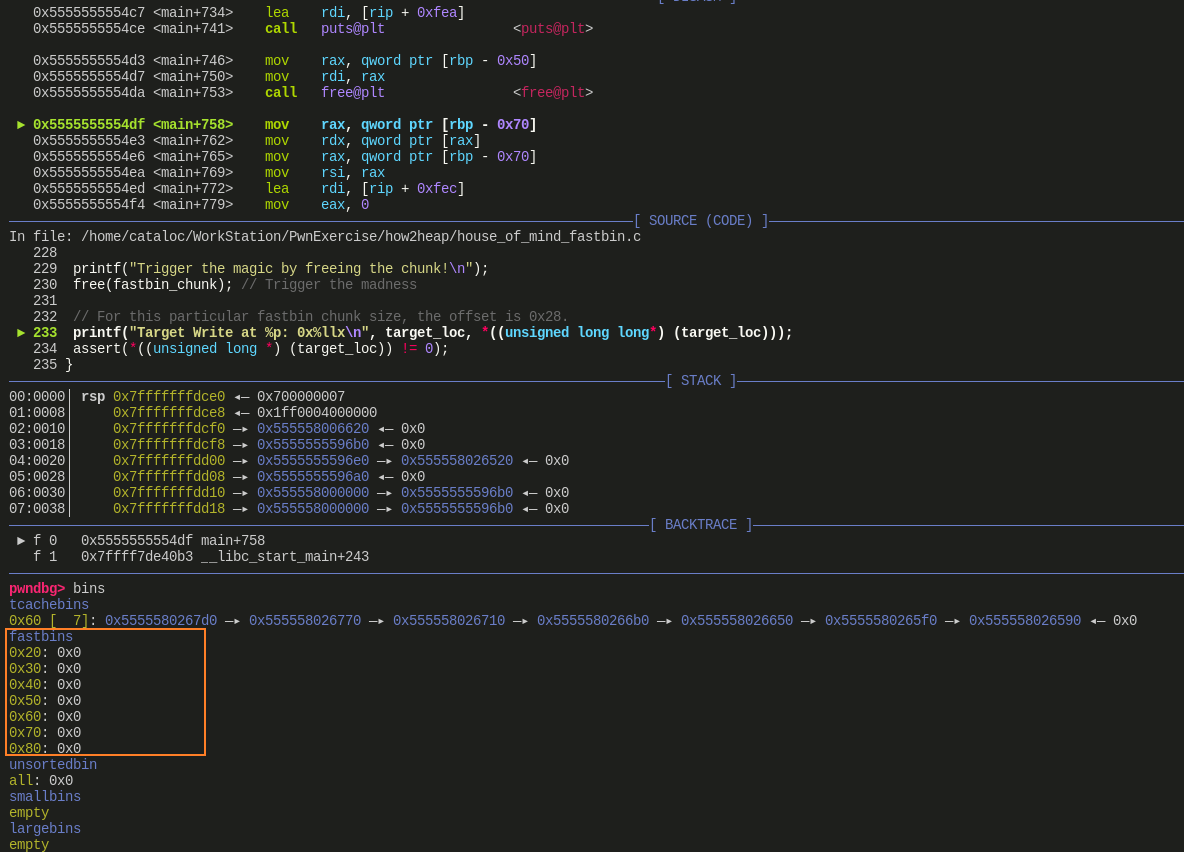 0x5555555554c7 <main+734>    lea    rdi, [rip + 0xfea]
0x5555555554ce <main+741>    call   puts@plt                <puts@plt>
0x5555555554d3 <main+746>    mov    rax, qword ptr [rbp - 0x50]
0x5555555554d7 <main+750>    mov    rdi, rax
0x5555555554da <main+753>    call   free@plt                <free@plt>
► 0x5555555554df <main+758>    mov    rax, qword ptr [rbp - 0x70]
0x5555555554e3 <main+762>    mov    rdx, qword ptr [rax]
0x5555555554e6 <main+765>    mov    rax, qword ptr [rbp - 0x70]
0x5555555554ea <main+769>    mov    rsi, rax
0x5555555554ed <main+772>    lea    rdi, [rip + 0xfec]
0x5555555554f4 <main+779>    mov    eax, 0
[ SOURCE (CODE) ]
In file: /home/cataloc/WorkStation/PwnExercise/how2heap/house_of_mind_fastbin.c
228
229  printf("Trigger the magic by freeing the chunk!\n");
230  free(fastbin_chunk); // Trigger the madness
231
232  // For this particular fastbin chunk size, the offset is 0x28.
► 233  printf("Target Write at %p: 0x%llx\n", target_loc, *((unsigned long long*) (target_loc)));
234  assert(*((unsigned long *) (target_loc)) != 0);
235 }
[ STACK ]
00:0000│ rsp 0x7fffffffdce0 ◂— 0x700000007
01:0008│     0x7fffffffdce8 ◂— 0x1ff0004000000
02:0010│     0x7fffffffdcf0 —▸ 0x555558006620 ◂— 0x0
03:0018│     0x7fffffffdcf8 —▸ 0x5555555596b0 ◂— 0x0
04:0020│     0x7fffffffdd00 —▸ 0x5555555596e0 —▸ 0x555558026520 ◂— 0x0
05:0028│     0x7fffffffdd08 —▸ 0x5555555596a0 ◂— 0x0
06:0030│     0x7fffffffdd10 —▸ 0x555558000000 —▸ 0x5555555596b0 ◂— 0x0
07:0038│     0x7fffffffdd18 —▸ 0x555558000000 —▸ 0x5555555596b0 ◂— 0x0
[ BACKTRACE ]
► f 0   0x5555555554df main+758
f 1   0x7ffff7de40b3 __libc_start_main+243
pwndbg> bins
tcachebins
0x60 [  7]: 0x5555580267d0 —▸ 0x555558026770 —▸ 0x555558026710 —▸ 0x5555580266b0 —▸ 0x555558026650 —▸ 0x5555580265f0 —▸ 0x555558026590 ◂— 0x0
fastbins
0x20: 0x0
0x30: 0x0
0x40: 0x0
0x50: 0x0
0x60: 0x0
0x70: 0x0
0x80: 0x0
unsortedbin
all: 0x0
smallbins
empty
largebins
empty